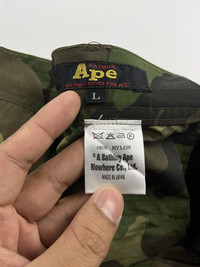 Ape
L
100% NYLON
©A Bathing Ape
Nowhere Co., Ltd.
MADE IN JAPAN